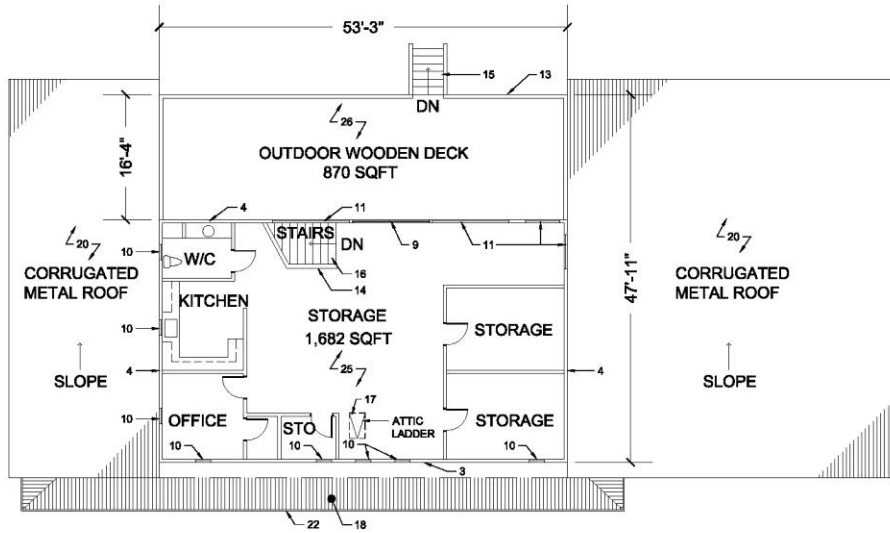 53'-3"
15
13
DN
26
16'-4"
OUTDOOR WOODEN DECK
870 SQFT
4
11
STAIRS
9
11
20
10
W/C
DN
16
14
20
CORRUGATED
METAL ROOF
KITCHEN
47'-11"
CORRUGATED
METAL ROOF
STORAGE
1,682 SQFT
STORAGE
10
SLOPE
4
25
4
SLOPE
17
10
OFFICE
STO
ATTIC
LADDER
STORAGE
10
10
10
10
3
22
18